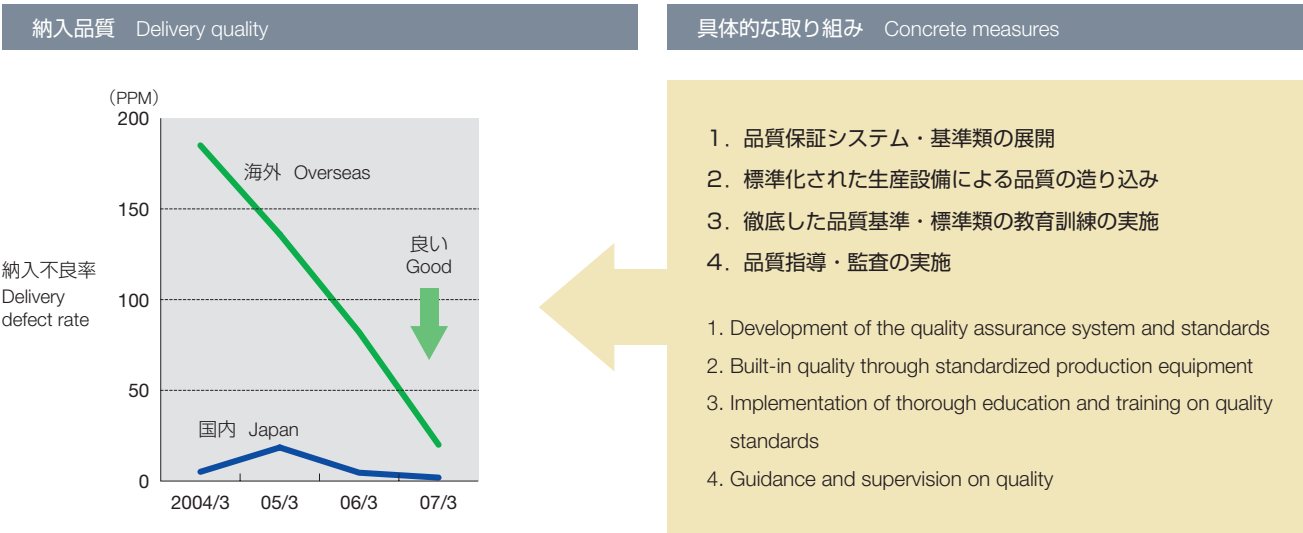 納入品質 Delivery quality
(PPM)
200
150
100
50
0
納入不良率
Delivery
defect rate
海外 Overseas
良い
Good
国内 Japan
2004/3 05/3 06/3 07/3
具体的な取り組み Concrete measures
1. 品質保証システム・基準類の展開
2. 標準化された生産設備による品質の造り込み
3. 徹底した品質基準・標準類の教育訓練の実施
4. 品質指導・監査の実施
1. Development of the quality assurance system and standards
2. Built-in quality through standardized production equipment
3. Implementation of thorough education and training on quality
standards
4. Guidance and supervision on quality